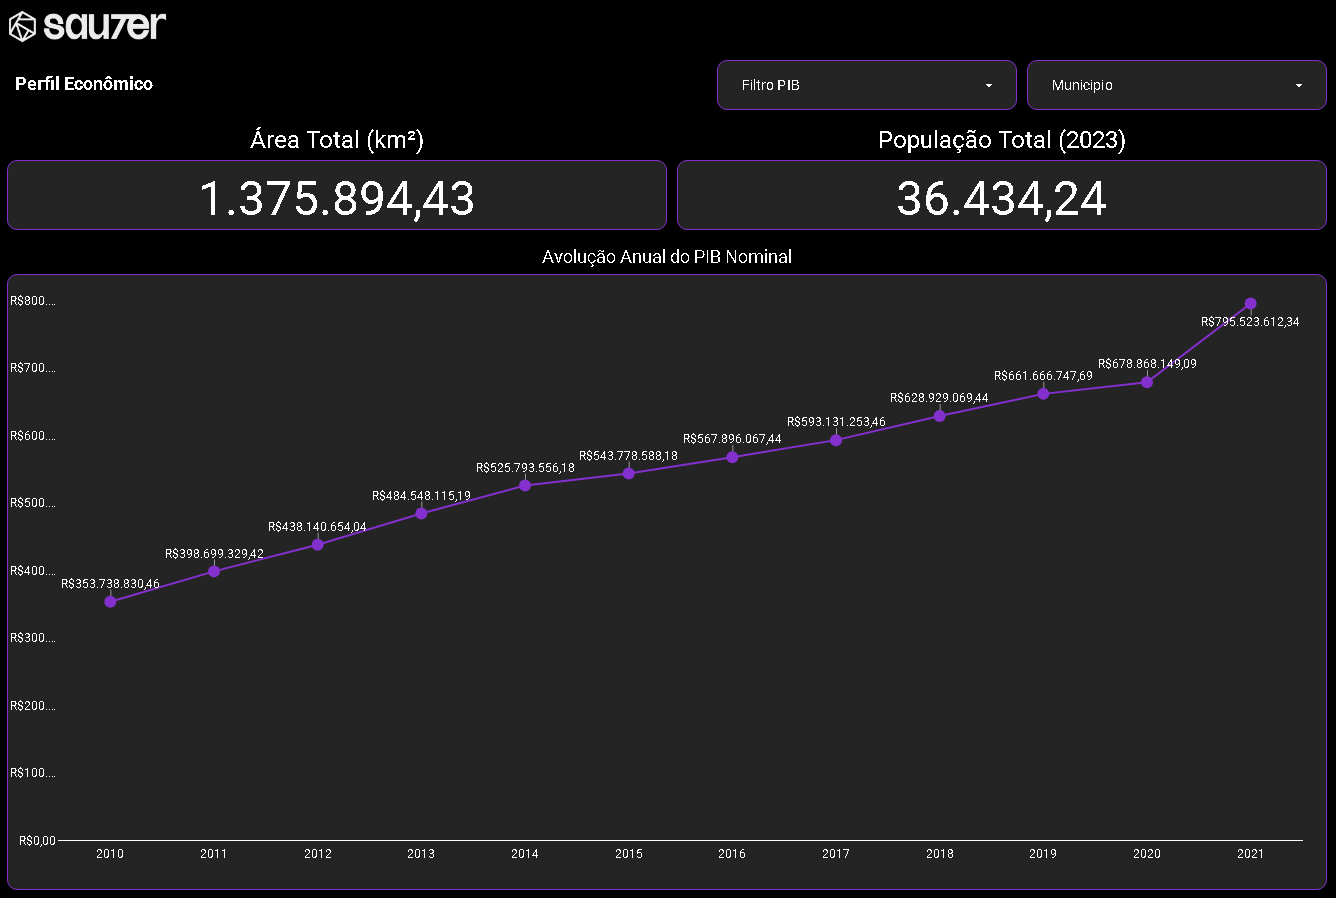 sau7er
Perfil Econômico
Filtro PIB
Municipio
Área Total (km²)
População Total (2023)
1.375.894,43
36.434,24
Avolução Anual do PIB Nominal
R$800....
R$700....
R$600....
R$500....
R$400....
R$300....
R$200....
R$100....
R$0,00
R$353.738.830,46
R$398.699.329,42
R$438.140.654,04
R$484.548.115,19
R$525.793.556,18
R$543.778.588,18
R$567.896.067,44
R$593.131.253,46
R$628.929.069,44
R$661.666.747,69
R$678.868.149,09
R$795.523.612,34
2010 2011 2012 2013 2014 2015 2016 2017 2018 2019 2020 2021